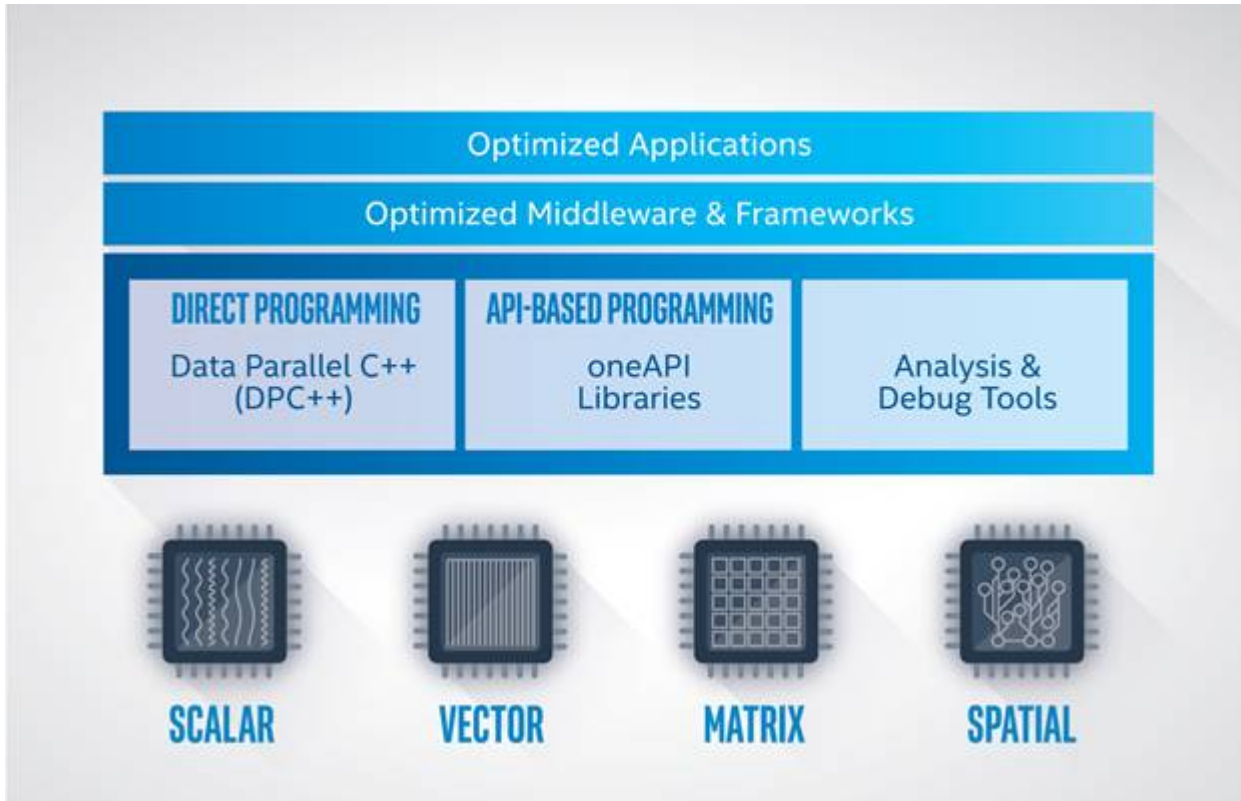 Optimized Applications
Optimized Middleware & Frameworks
DIRECT PROGRAMMING
Data Parallel C++
(DPC++)
API-BASED PROGRAMMING
oneAPI
Libraries
Analysis &
Debug Tools
SCALAR
VECTOR
MATRIX
SPATIAL